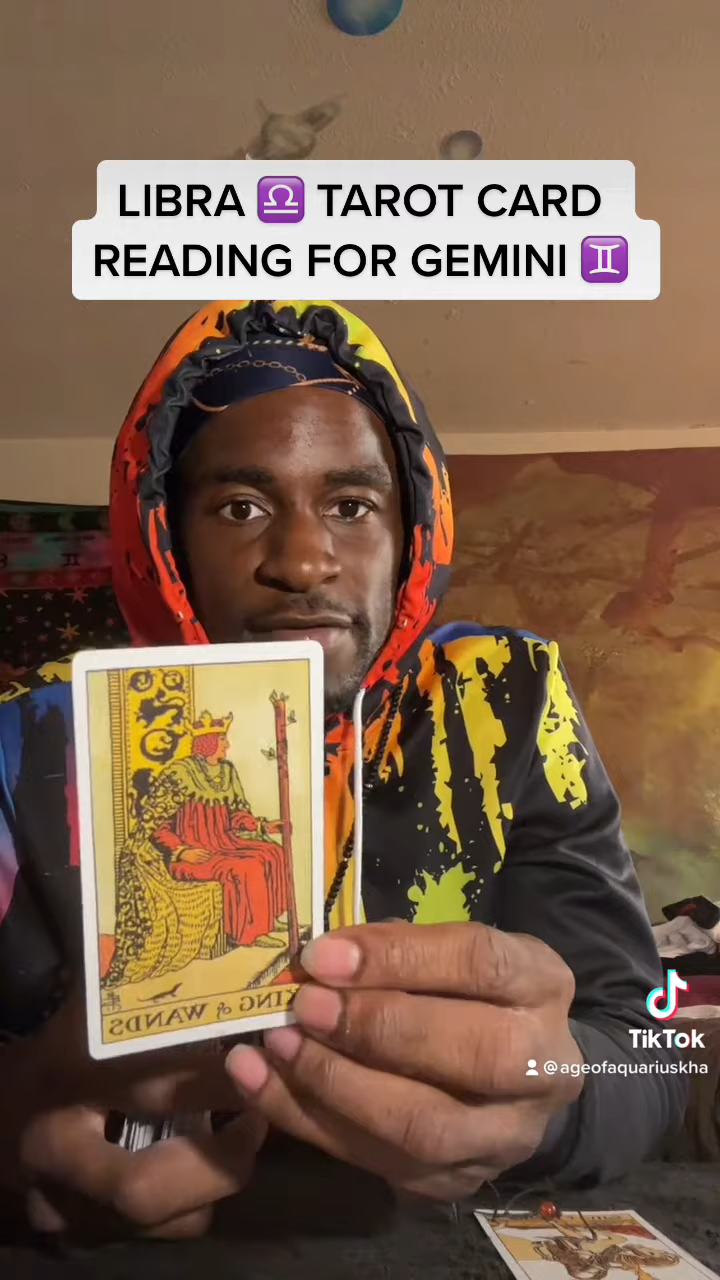 LIBRA ♎ TAROT CARD
READING FOR GEMINI ♊
KING of WANDS
TikTok
@ageofaquariuskha